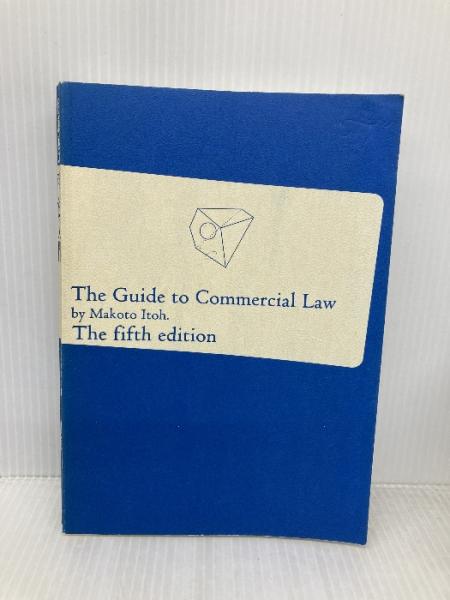 The Guide to Commercial Law
by Makoto Itoh.
The fifth edition